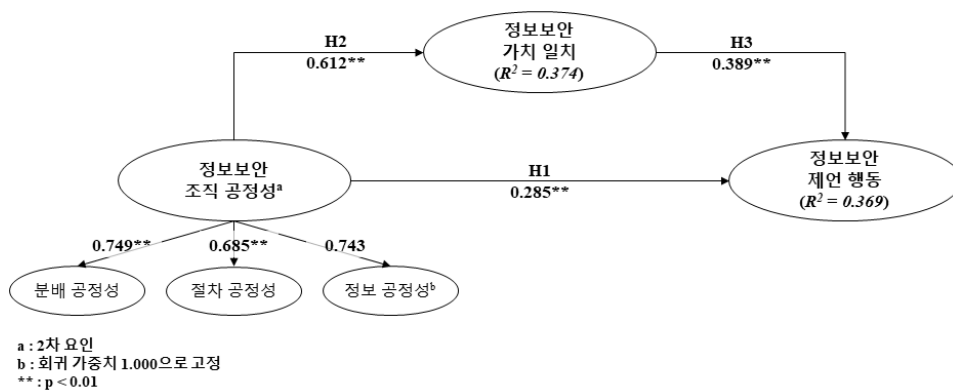 정보보안
가치 일치
(R² = 0.374)
H2
0.612**
H3
0.389**
정보보안
조직 공정성ᵃ
H1
0.285**
정보보안
제언 행동
(R² = 0.369)
0.749**
0.685**
0.743
분배 공정성
절차 공정성
정보 공정성ᵇ
a : 2차 요인
b : 회귀 가중치 1.000으로 고정
** : p < 0.01